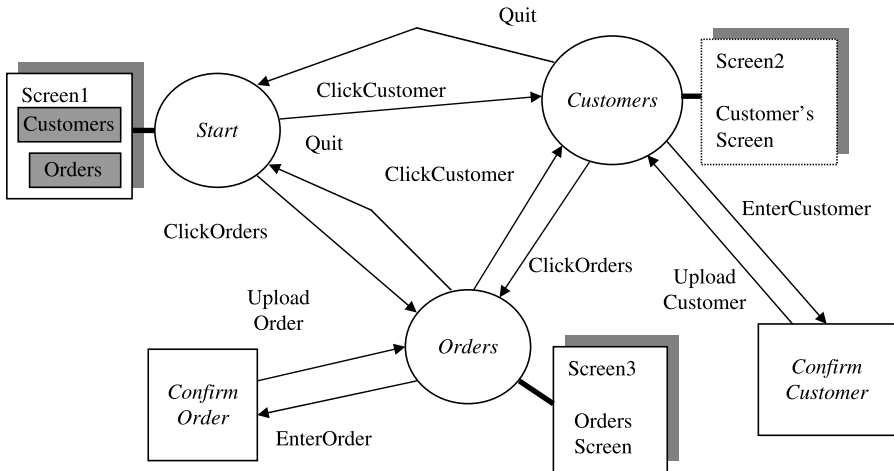 Quit
Screen1
Customers
Orders
Start
ClickCustomer
Customers
Screen2
Customer's
Screen
Quit
ClickCustomer
ClickOrders
EnterCustomer
ClickOrders
Upload
Customer
Upload
Order
Orders
Confirm
Order
EnterOrder
Screen3
Orders
Screen
Confirm
Customer